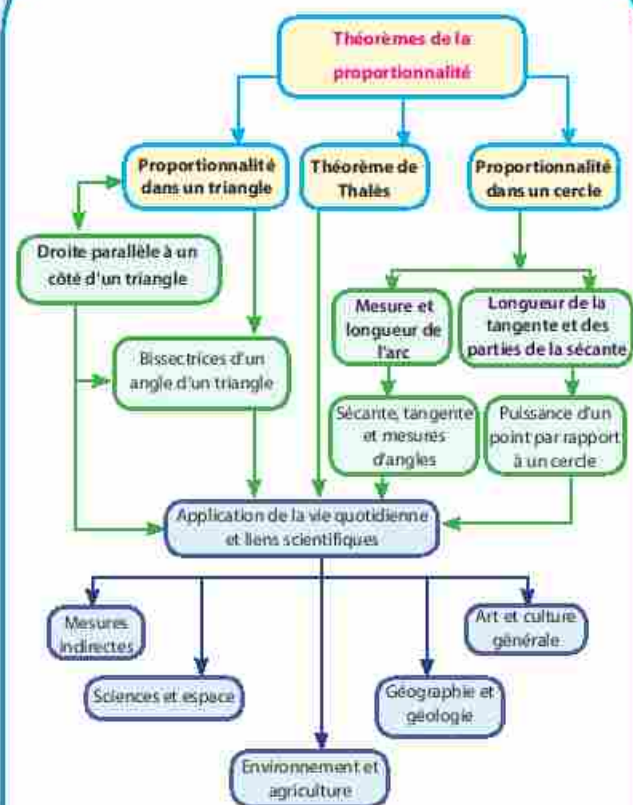 Théorèmes de la
proportionnalité
Proportionnalité
dans un triangle
Théorème de
Thalès
Proportionnalité
dans un cercle
Droite parallèle à un
côté d'un triangle
Mesure et
longueur de
l'arc
Longueur de la
tangente et des
parties de la sécante
Bissectrices d'un
angle d'un triangle
Sécante, tangente
et mesures
d'angles
Puissance d'un
point par rapport
à un cercle
Application de la vie quotidienne
et liens scientifiques
Mesures
indirectes
Art et culture
générale
Sciences et espace
Géographie et
géologie
Environnement et
agriculture